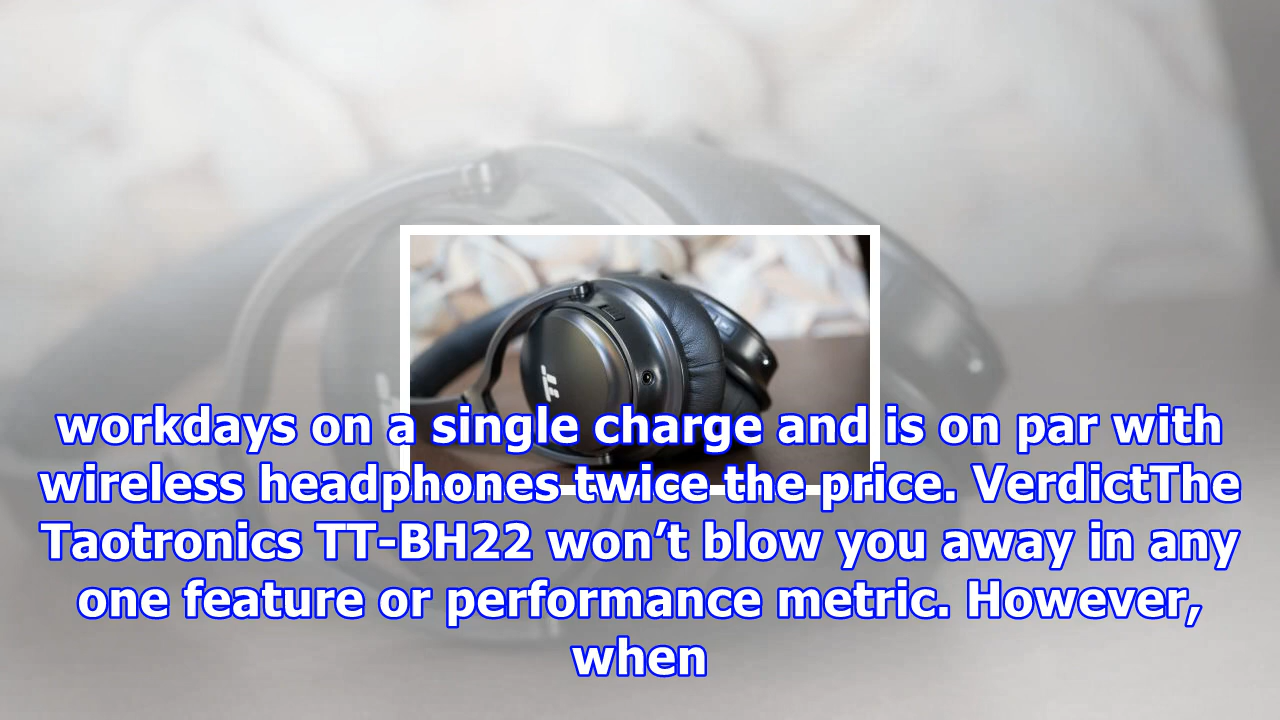 workdays on a single charge and is on par with
wireless headphones twice the price. VerdictThe
Taotronics TT-BH22 won’t blow you away in any
one feature or performance metric. However,
when